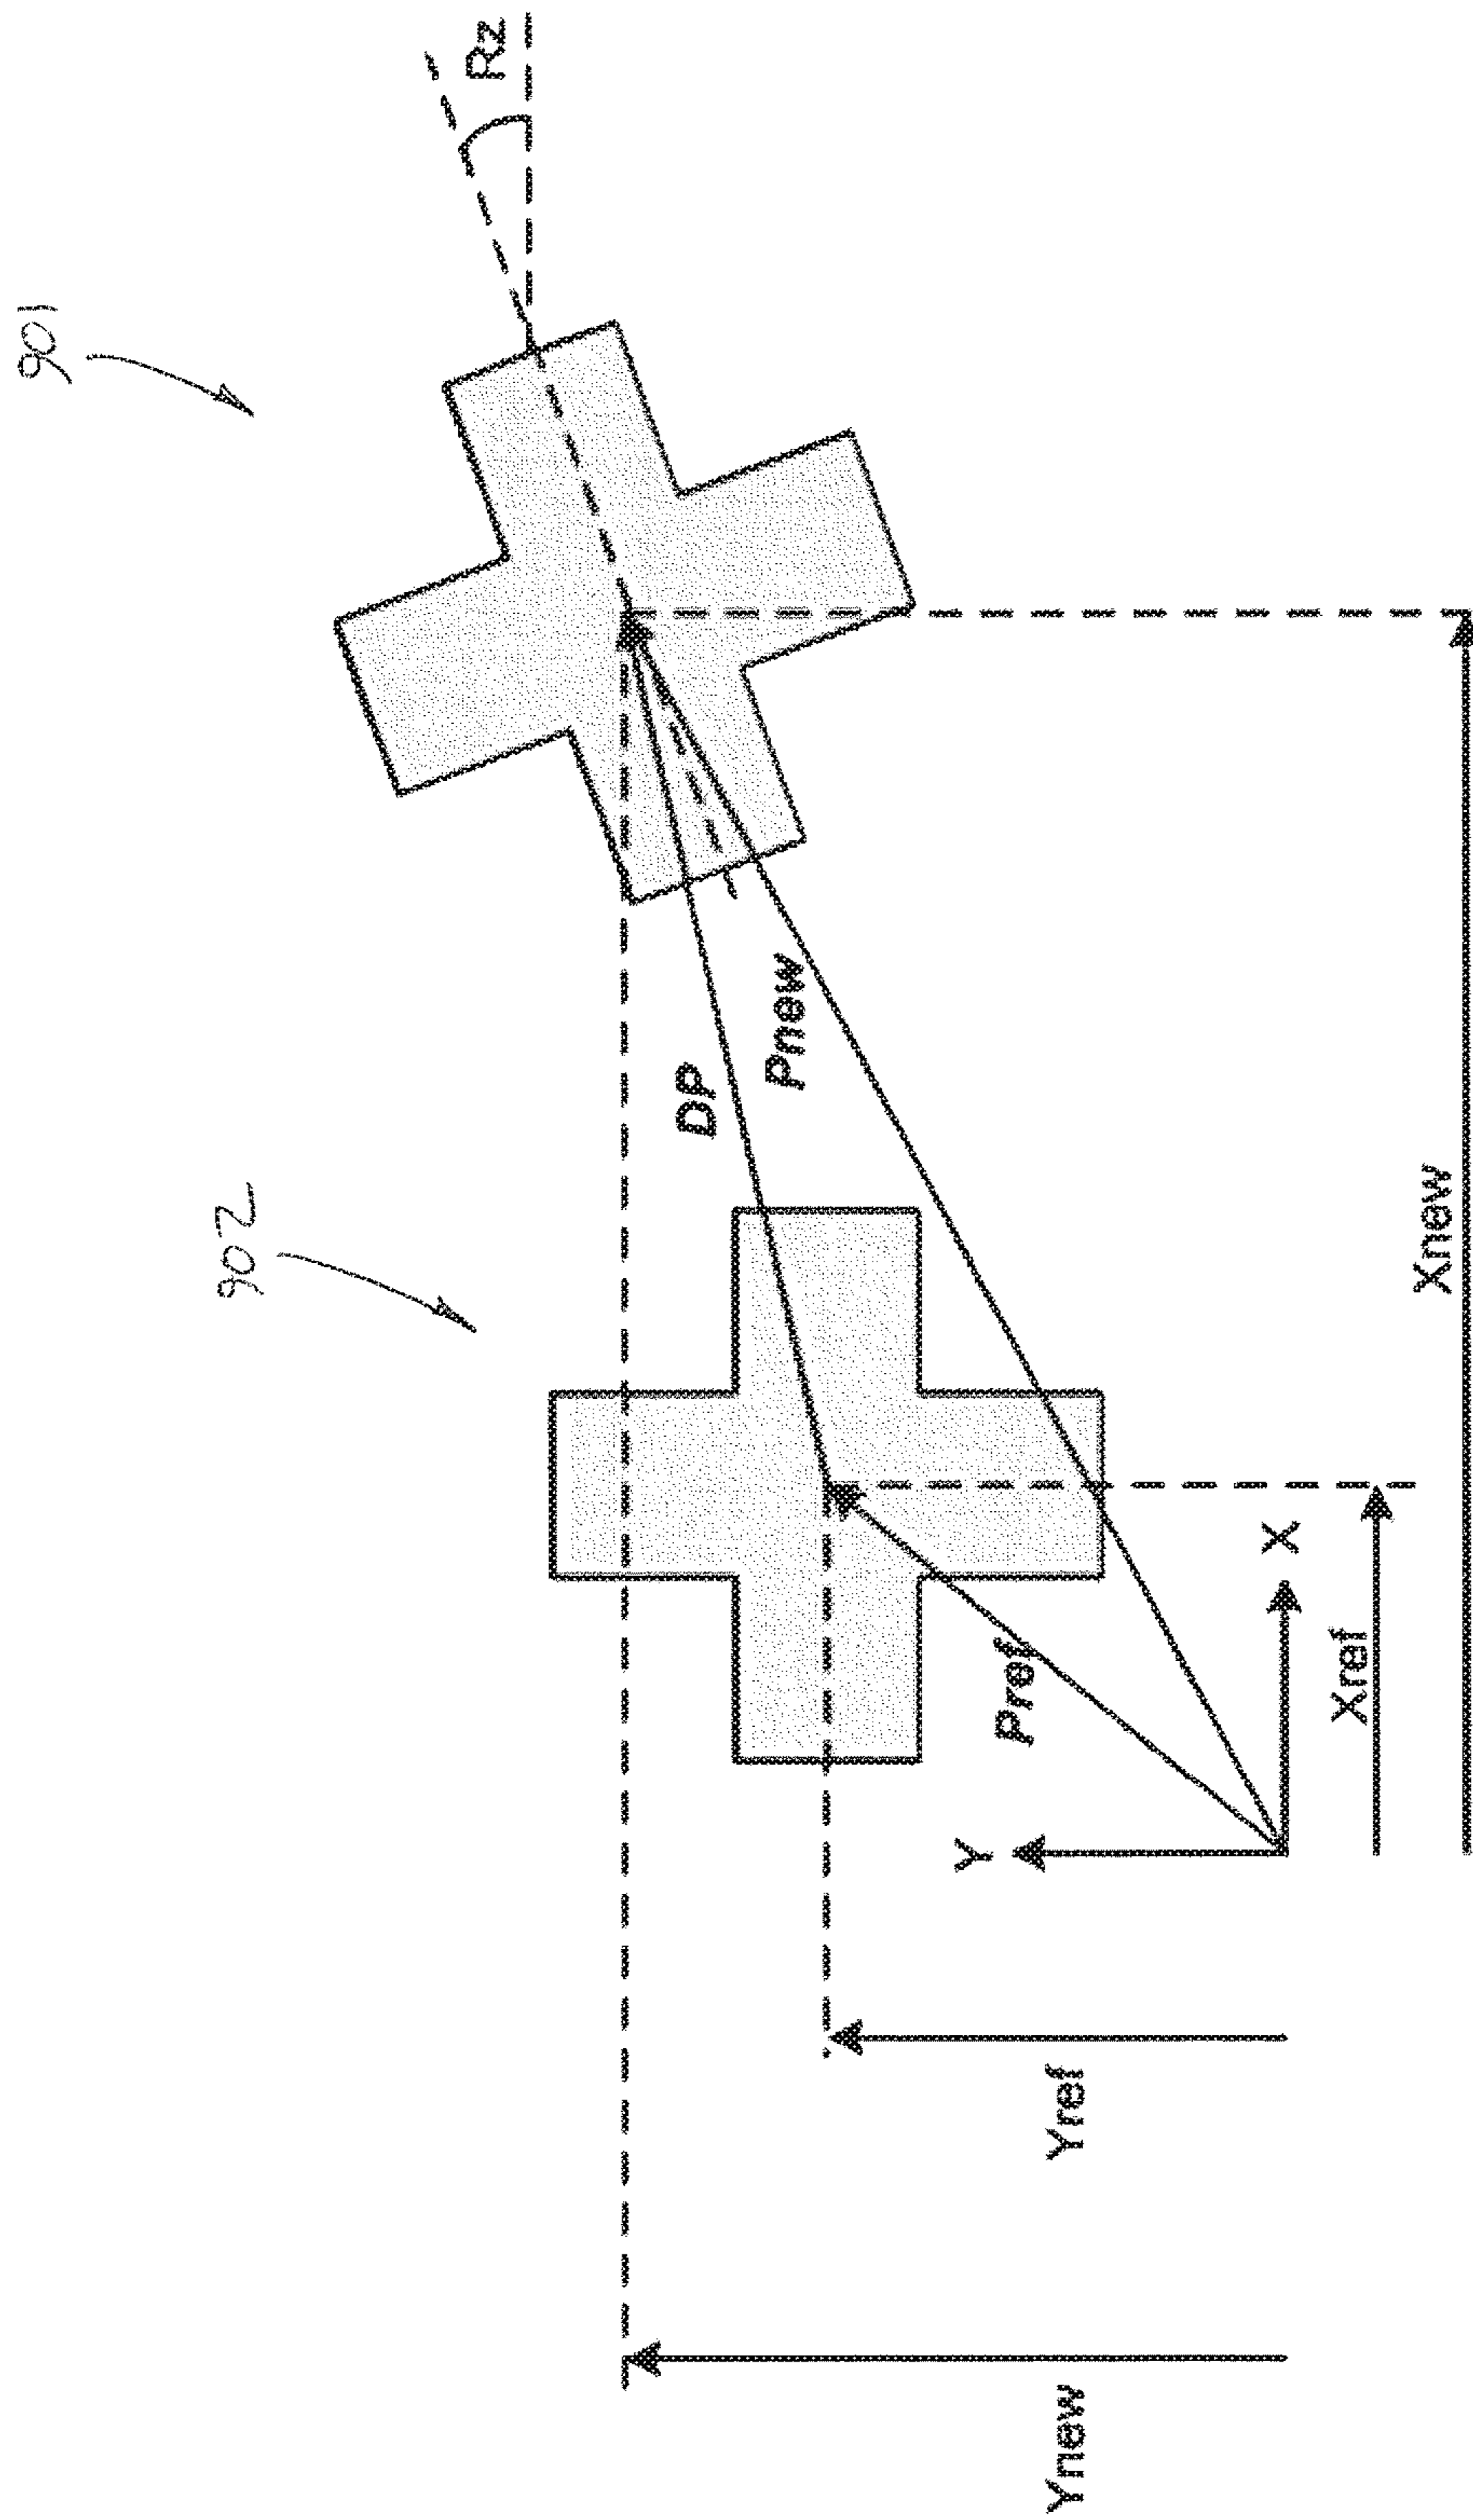 901
Rz
902
DP
Pnew
Pref
Y
X
Xref
Xnew
Yref
Ynew